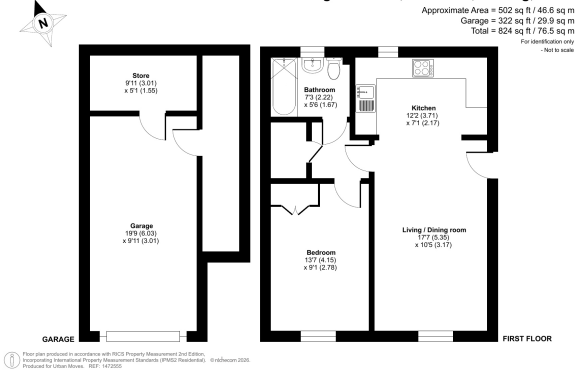 Approximate Area = 502 sq ft / 46.6 sq m
Garage = 322 sq ft / 29.9 sq m
Total = 824 sq ft / 76.5 sq m
For identification only
- Not to scale
N
Store
9'11 (3.01)
x 5'1 (1.55)
Bathroom
7'3 (2.22)
x 5'6 (1.67)
Kitchen
12'2 (3.71)
x 7'1 (2.17)
Garage
19'9 (6.03)
x 9'11 (3.01)
Living / Dining room
17'7 (5.35)
x 10'5 (3.17)
Bedroom
13'7 (4.15)
x 9'1 (2.78)
GARAGE
FIRST FLOOR
Floor plan produced in accordance with RICS Property Measurement 2nd Edition,
Incorporating International Property Measurement Standards (IPMS2 Residential). © nichecom 2026.
Produced for Urban Moves. REF: 1472555